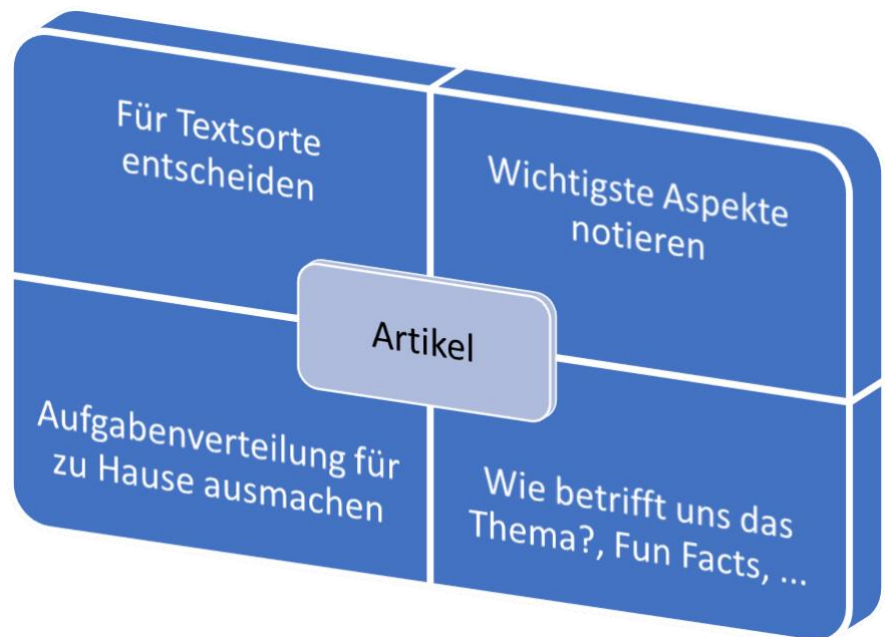 Für Textsorte
entscheiden
Wichtigste Aspekte
notieren
Artikel
Aufgabenverteilung für
zu Hause ausmachen
Wie betrifft uns das
Thema?, Fun Facts, ...